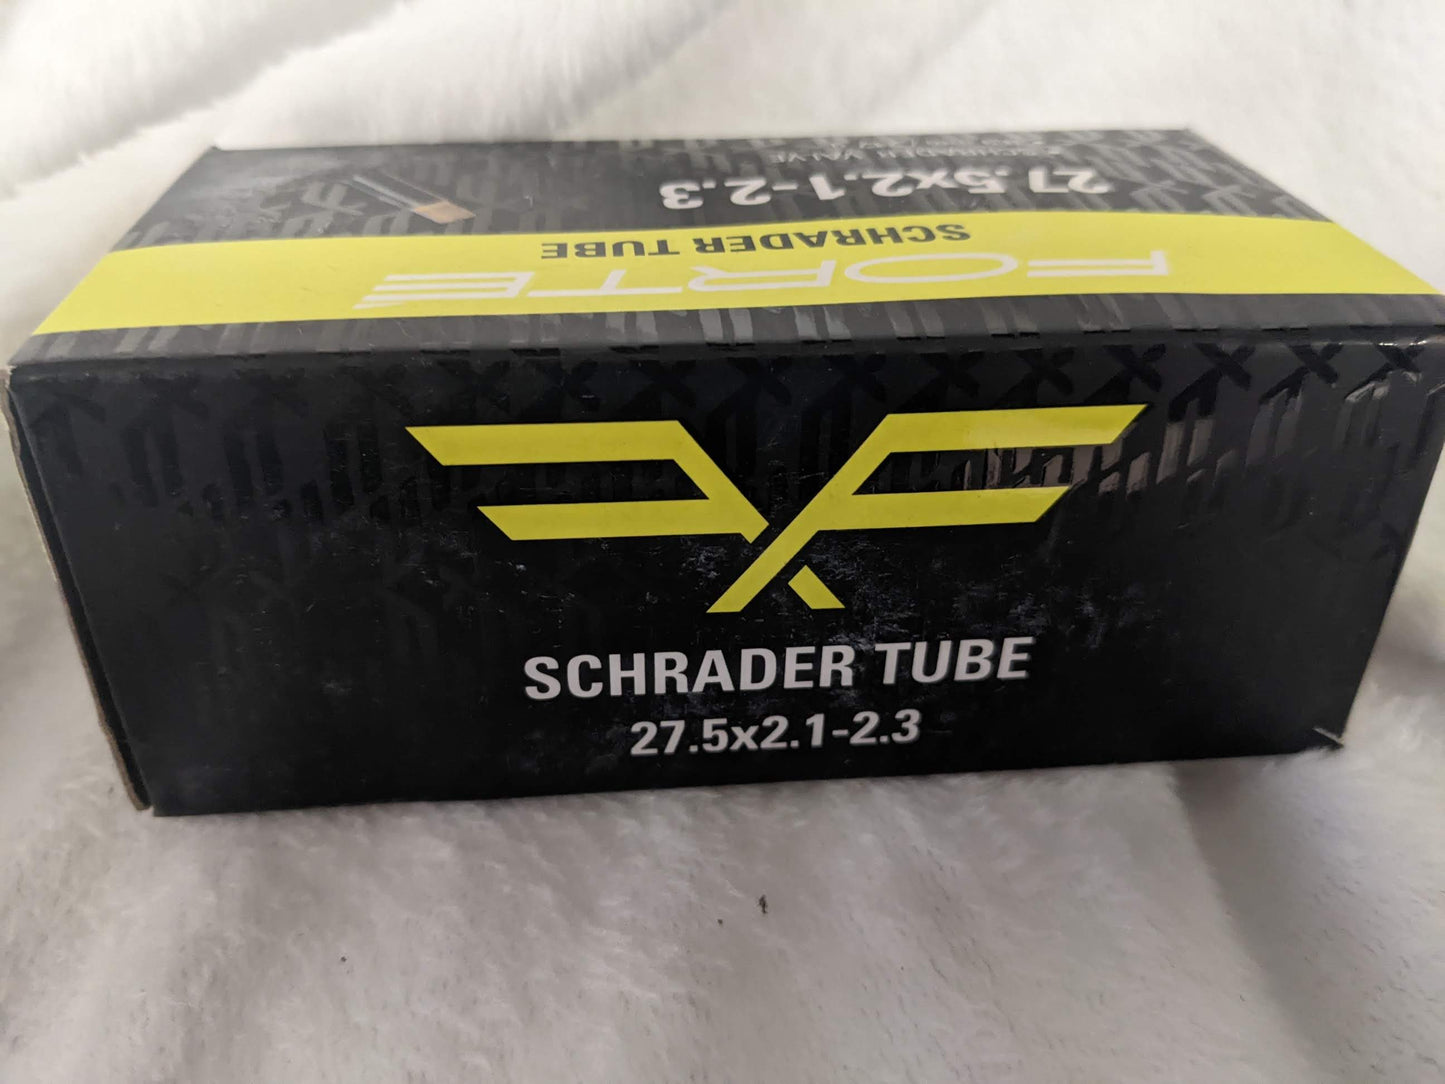 FORTE
SCHRADER TUBE
27.5x2.1-2.3
SCHRADER VALVE
SCHRADER TUBE
27.5x2.1-2.3